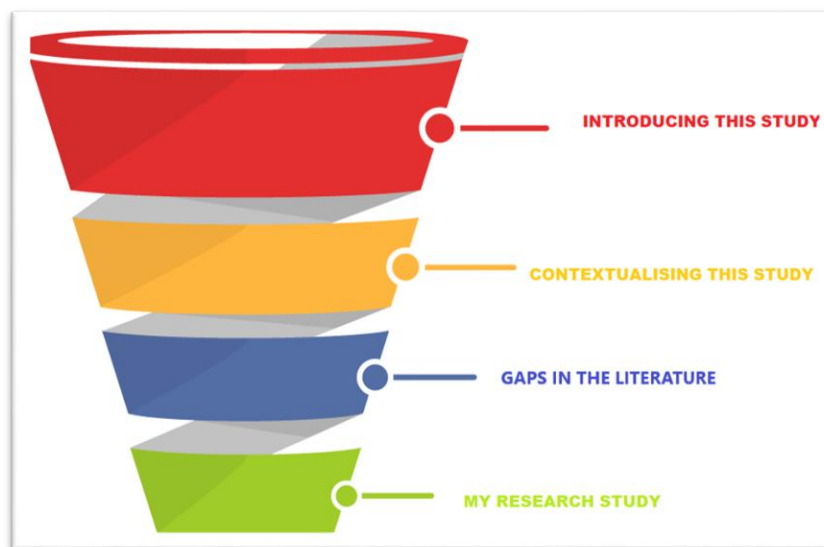 INTRODUCING THIS STUDY
CONTEXTUALISING THIS STUDY
GAPS IN THE LITERATURE
MY RESEARCH STUDY